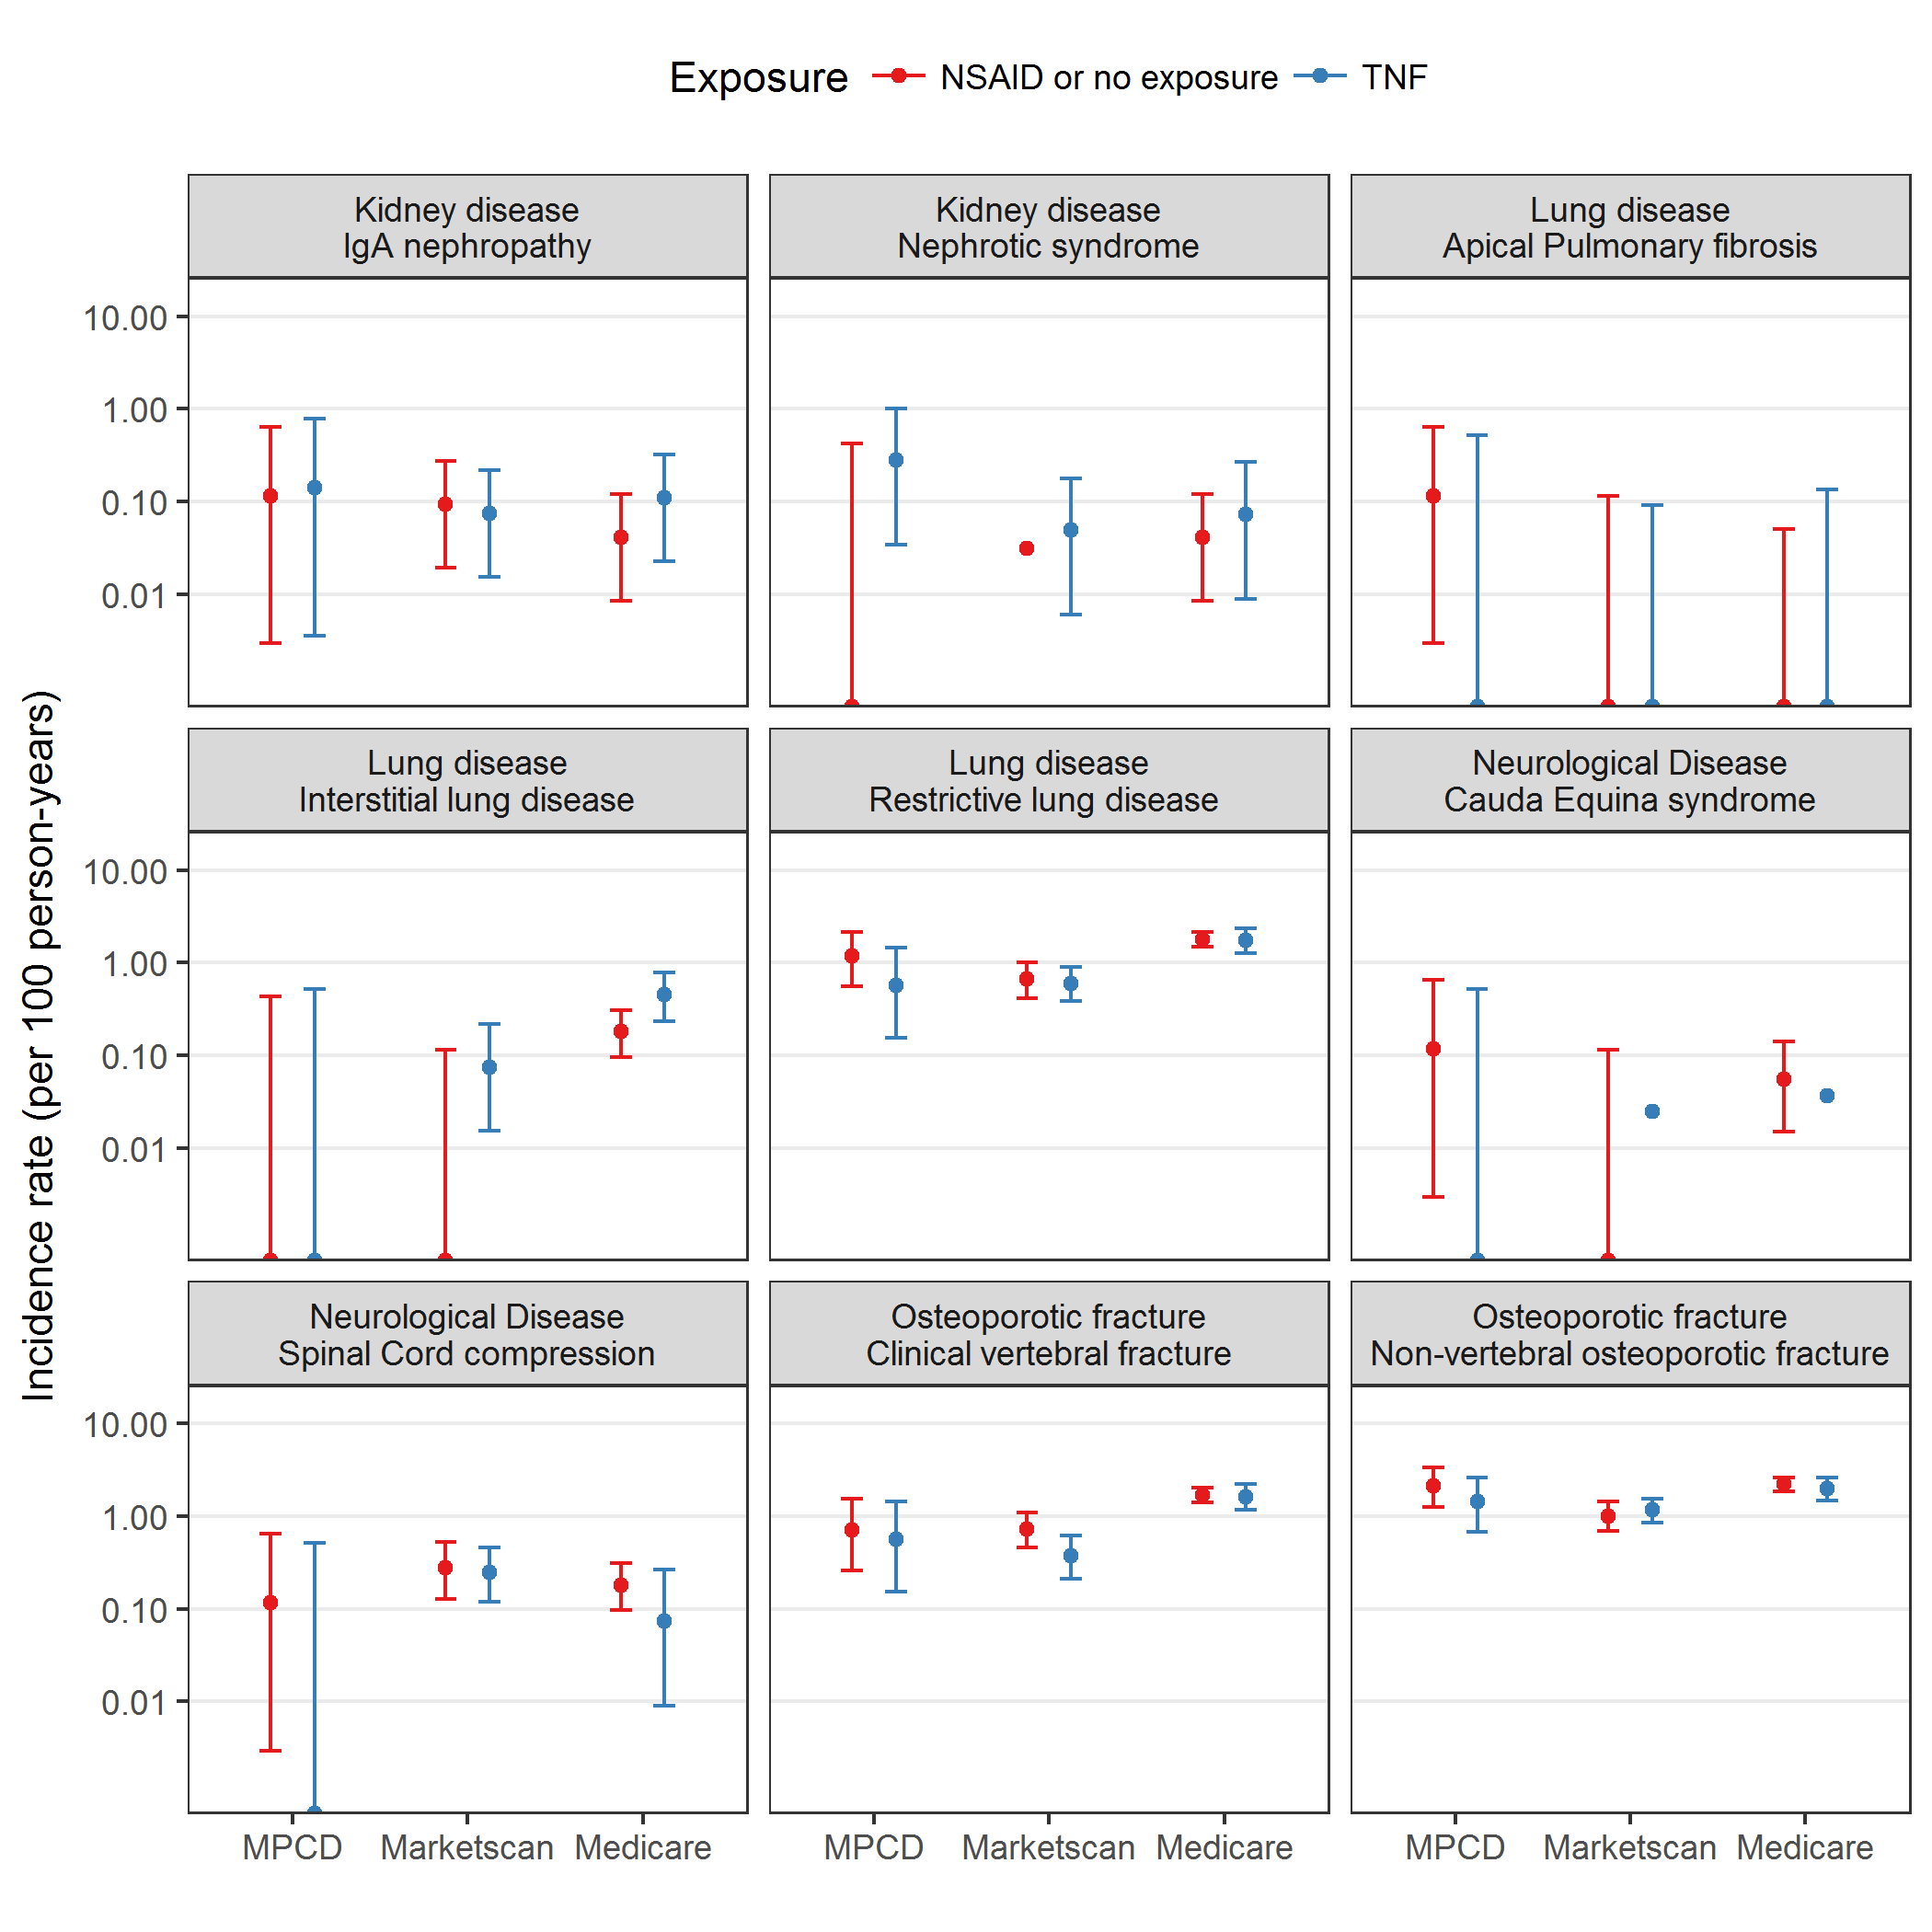 Exposure NSAID or no exposure TNF
Kidney disease
IgA nephropathy
Kidney disease
Nephrotic syndrome
Lung disease
Apical Pulmonary fibrosis
10.00
1.00
0.10
0.01
Lung disease
Interstitial lung disease
Lung disease
Restrictive lung disease
Neurological Disease
Cauda Equina syndrome
10.00
1.00
0.10
0.01
Neurological Disease
Spinal Cord compression
Osteoporotic fracture
Clinical vertebral fracture
Osteoporotic fracture
Non-vertebral osteoporotic fracture
10.00
1.00
0.10
0.01
Incidence rate (per 100 person-years)
MPCD Marketscan Medicare
MPCD Marketscan Medicare
MPCD Marketscan Medicare